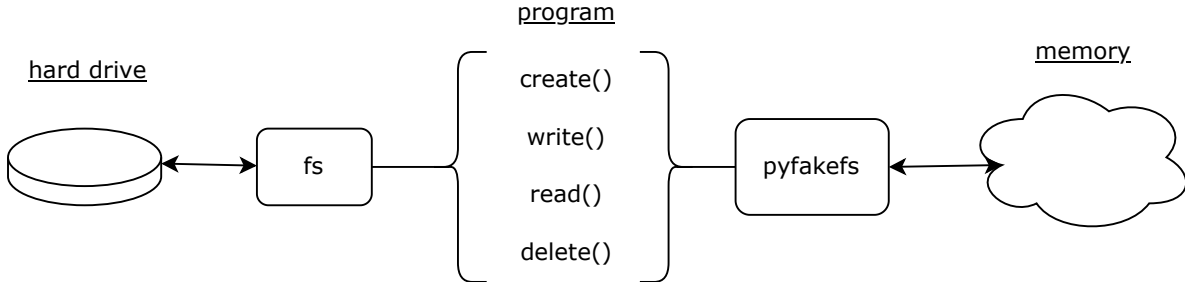 program
hard drive
memory
create()
write()
fs
pyfakefs
read()
delete()